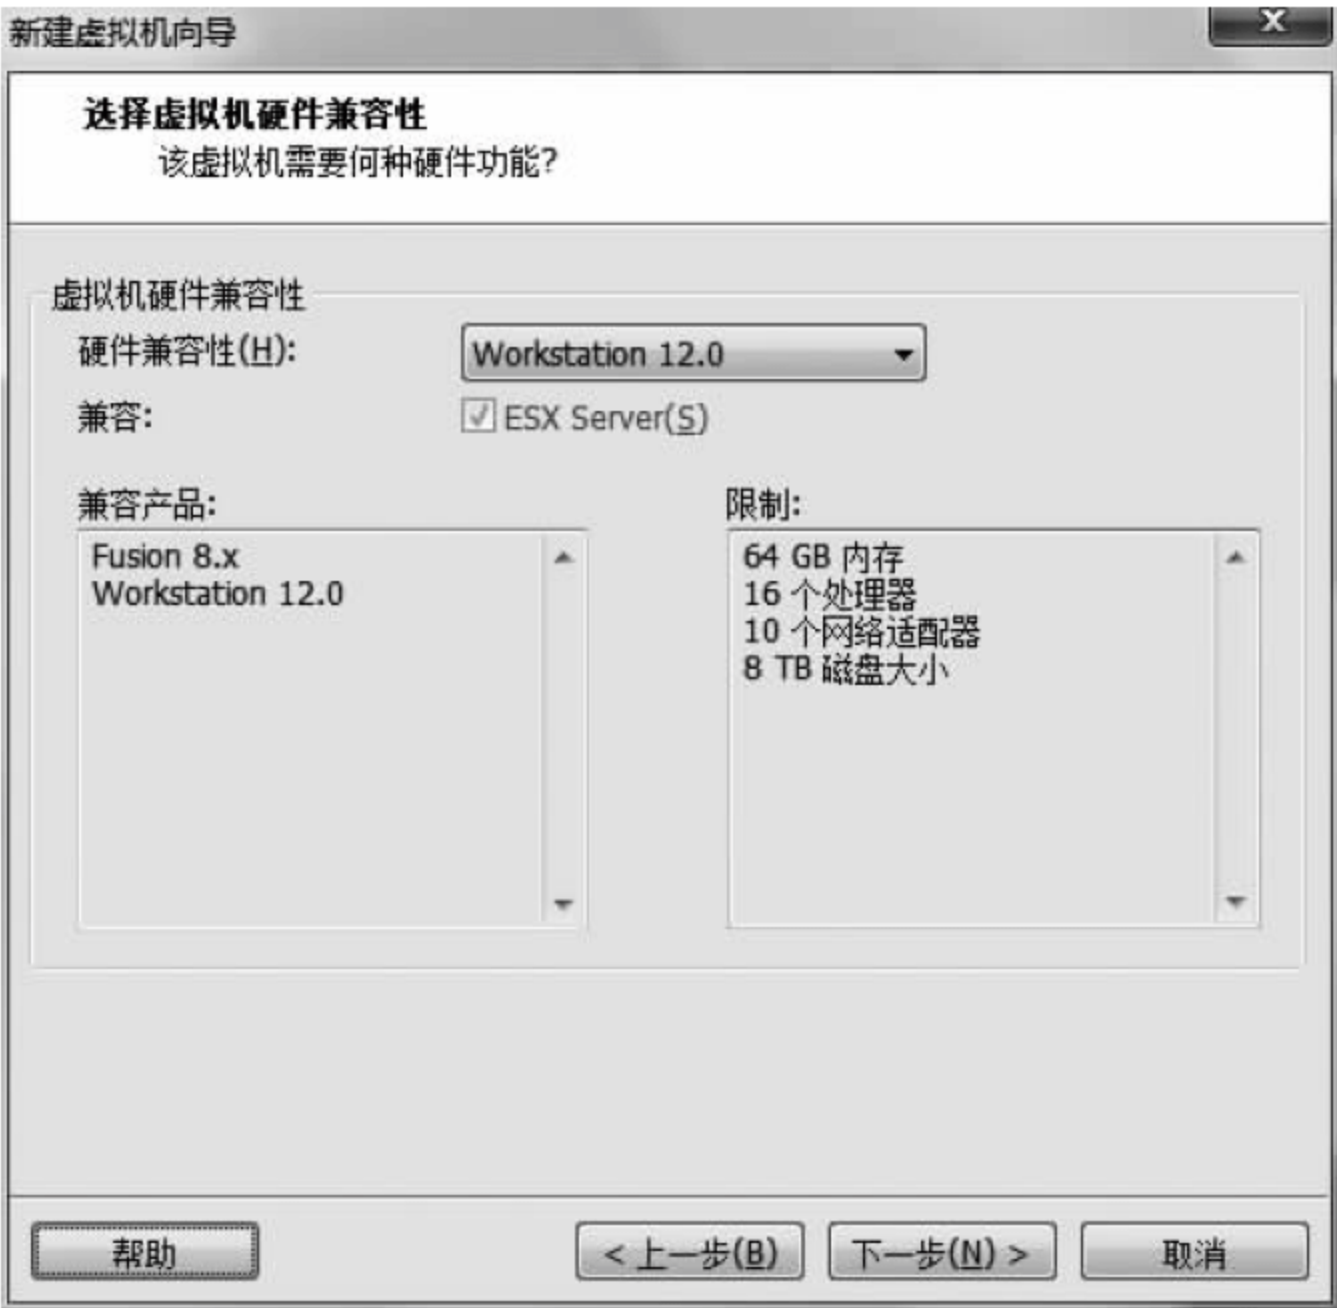 新建虚拟机向导
x
选择虚拟机硬件兼容性
该虚拟机需要何种硬件功能?
虚拟机硬件兼容性
硬件兼容性(H): Workstation 12.0
兼容: ESX Server(S)
兼容产品:
Fusion 8.x
Workstation 12.0
限制:
64 GB 内存
16 个处理器
10 个网络适配器
8 TB 磁盘大小
帮助 < 上一步(B) 下一步(N) > 取消